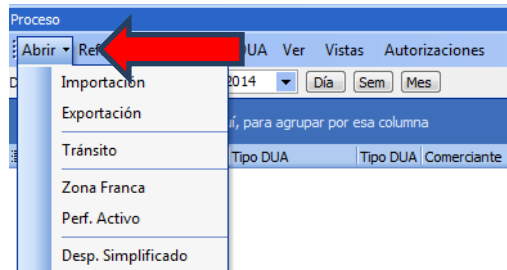 Proceso
Abrir Ref DUA Ver Vistas Autorizaciones
D 2014 Día Sem Mes
Importación
Exportación
uí, para agrupar por esa columna
Tránsito
Tipo DUA Tipo DUA Comerciante
Zona Franca
Perf. Activo
Desp. Simplificado